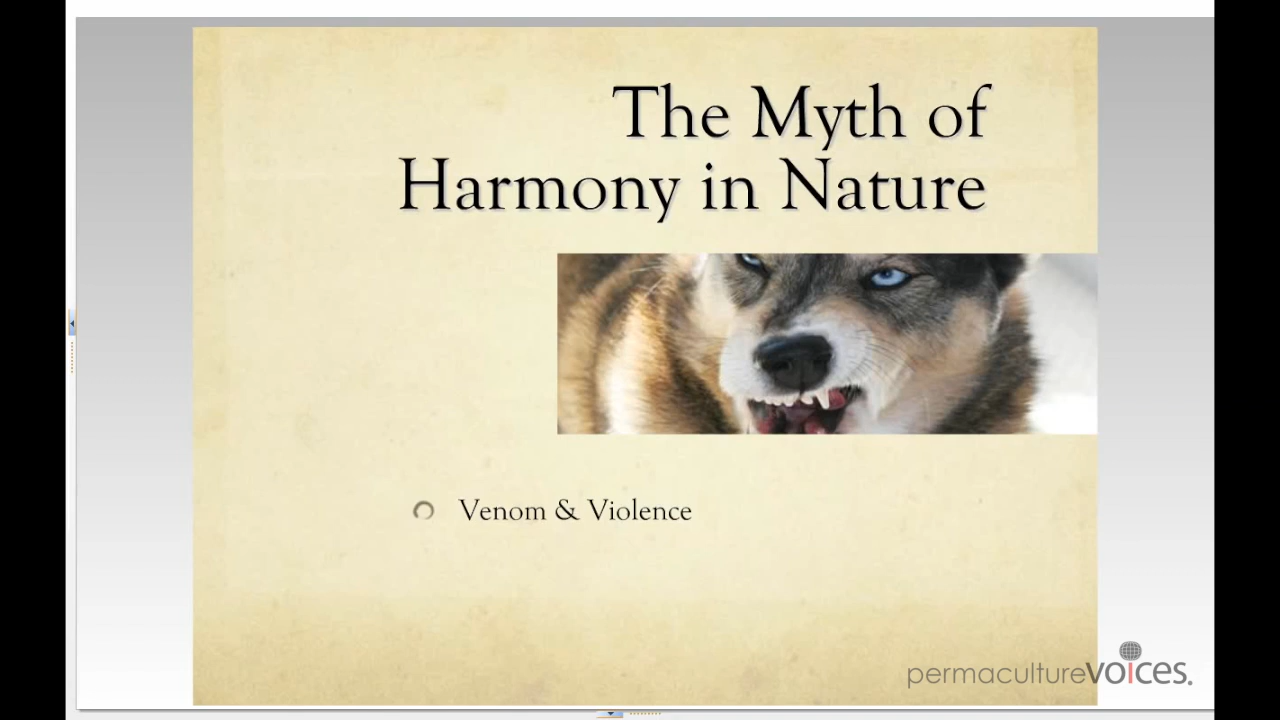 The Myth of
Harmony in Nature
Venom & Violence
permaculturevoices.